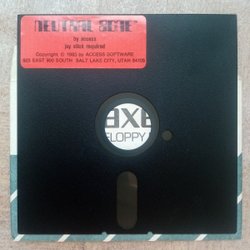 NEUTRAL ZONE™
by access
joy stick required
Copyright © 1983 by ACCESS SOFTWARE
925 EAST 900 SOUTH SALT LAKE CITY, UTAH 84105
AXE
FLOPPY